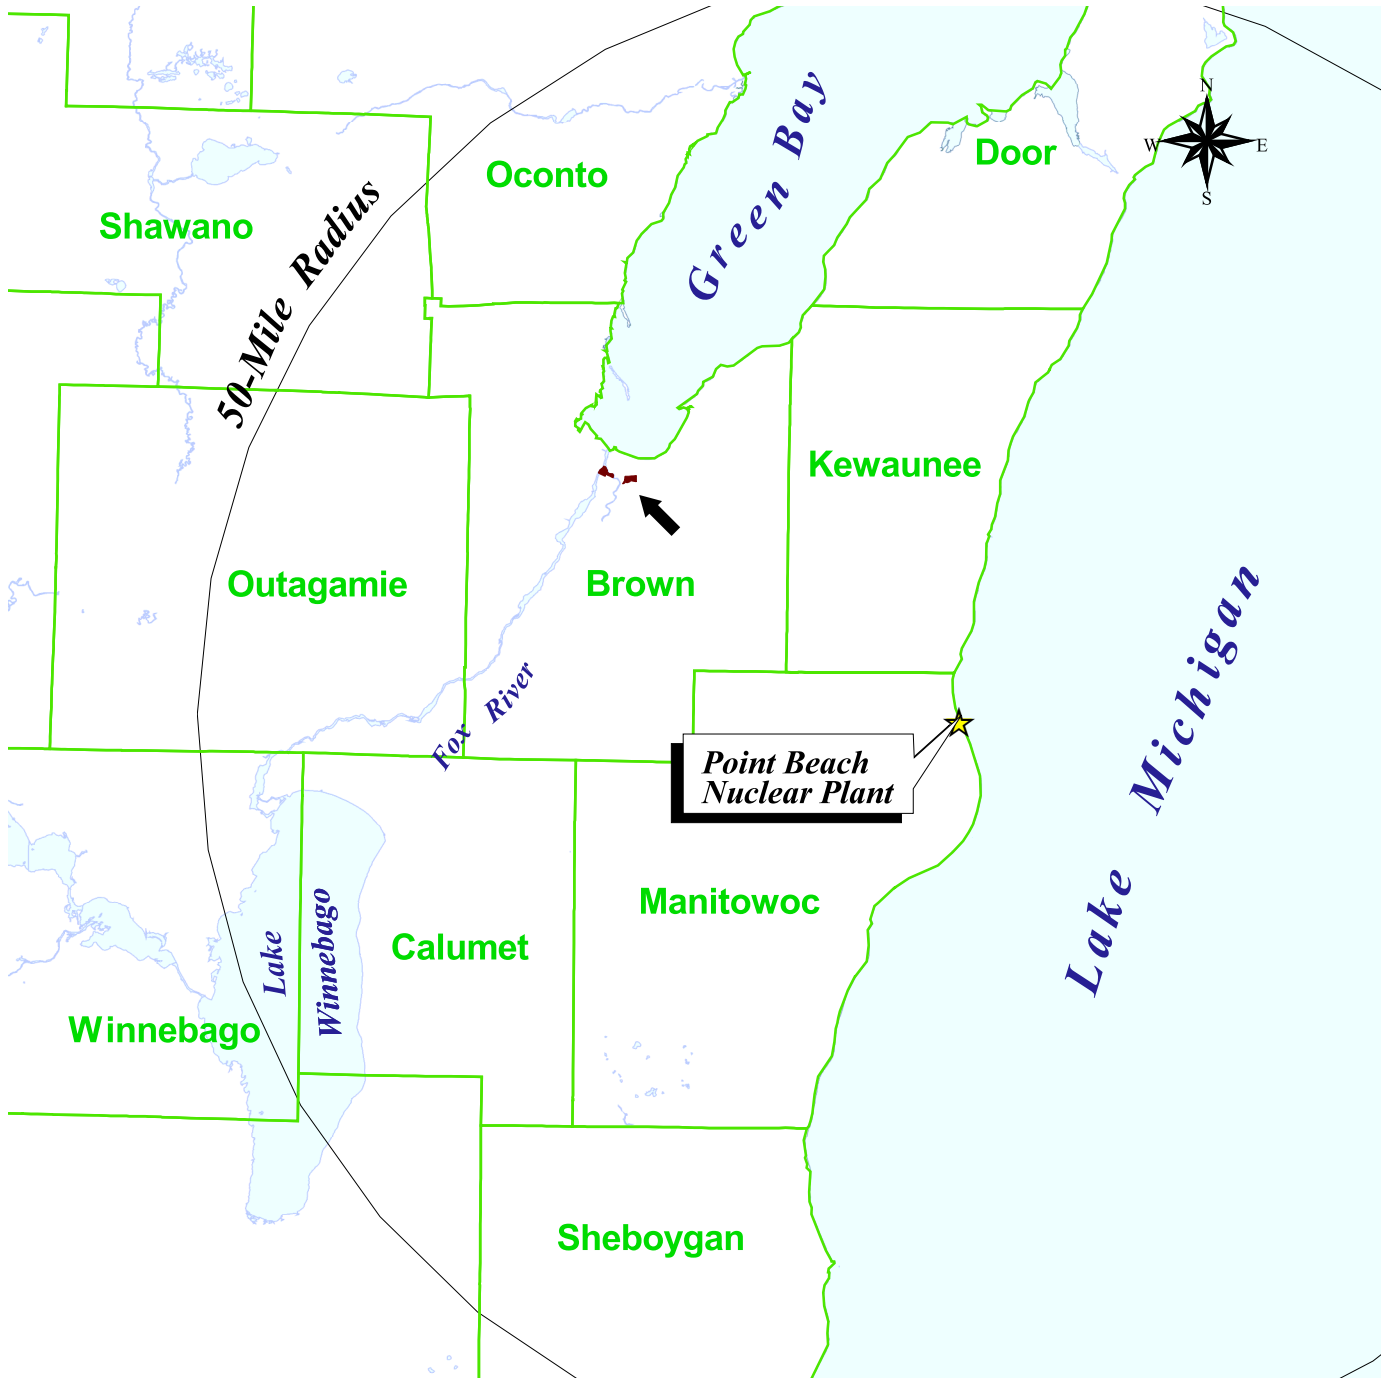 N
W
E
S
Green Bay
Door
Oconto
Shawano
50-Mile Radius
Kewaunee
Outagamie
Brown
Fox River
Lake Michigan
Point Beach
Nuclear Plant
Manitowoc
Calumet
Lake
Winnebago
Winnebago
Sheboygan